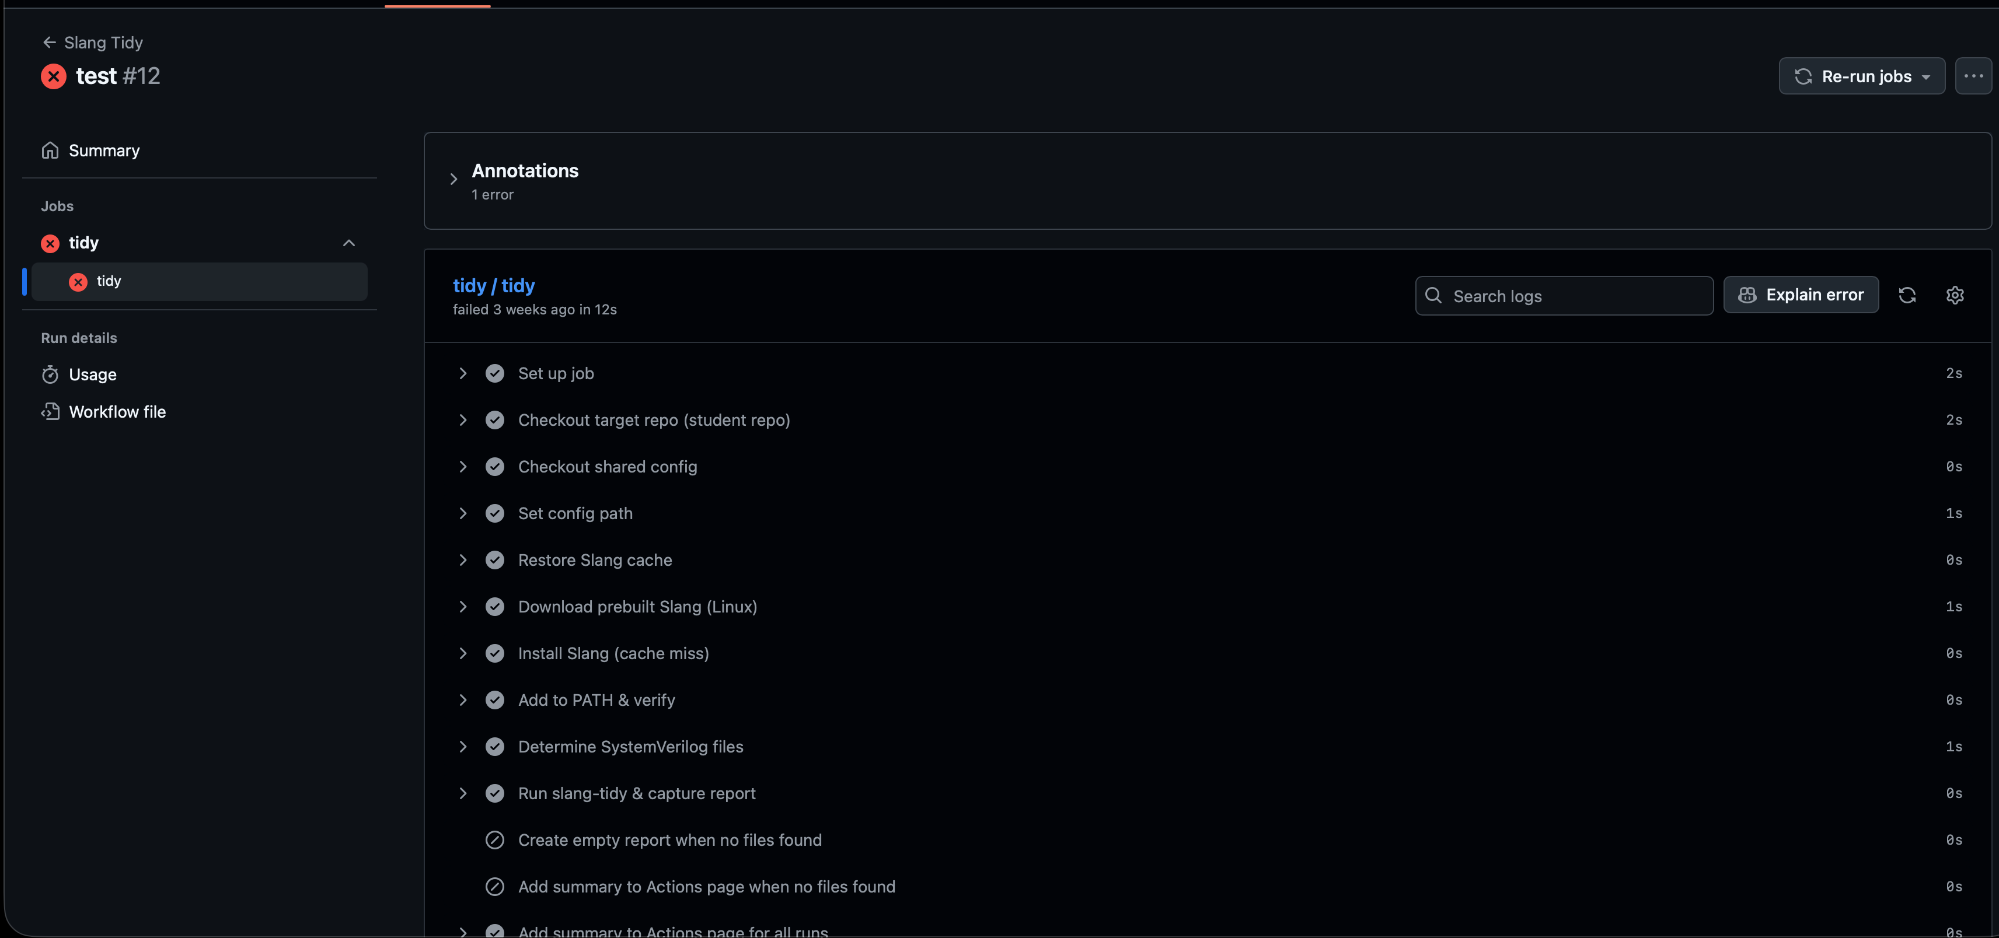 Slang Tidy
test #12
Re-run jobs
Summary
Jobs
tidy
tidy
Run details
Usage
Workflow file
Annotations
1 error
tidy / tidy
failed 3 weeks ago in 12s
Search logs
Explain error
Set up job 2s
Checkout target repo (student repo) 2s
Checkout shared config 0s
Set config path 1s
Restore Slang cache 0s
Download prebuilt Slang (Linux) 1s
Install Slang (cache miss) 0s
Add to PATH & verify 0s
Determine SystemVerilog files 1s
Run slang-tidy & capture report 0s
Create empty report when no files found 0s
Add summary to Actions page when no files found 0s
Add summary to Actions page for all runs 0s